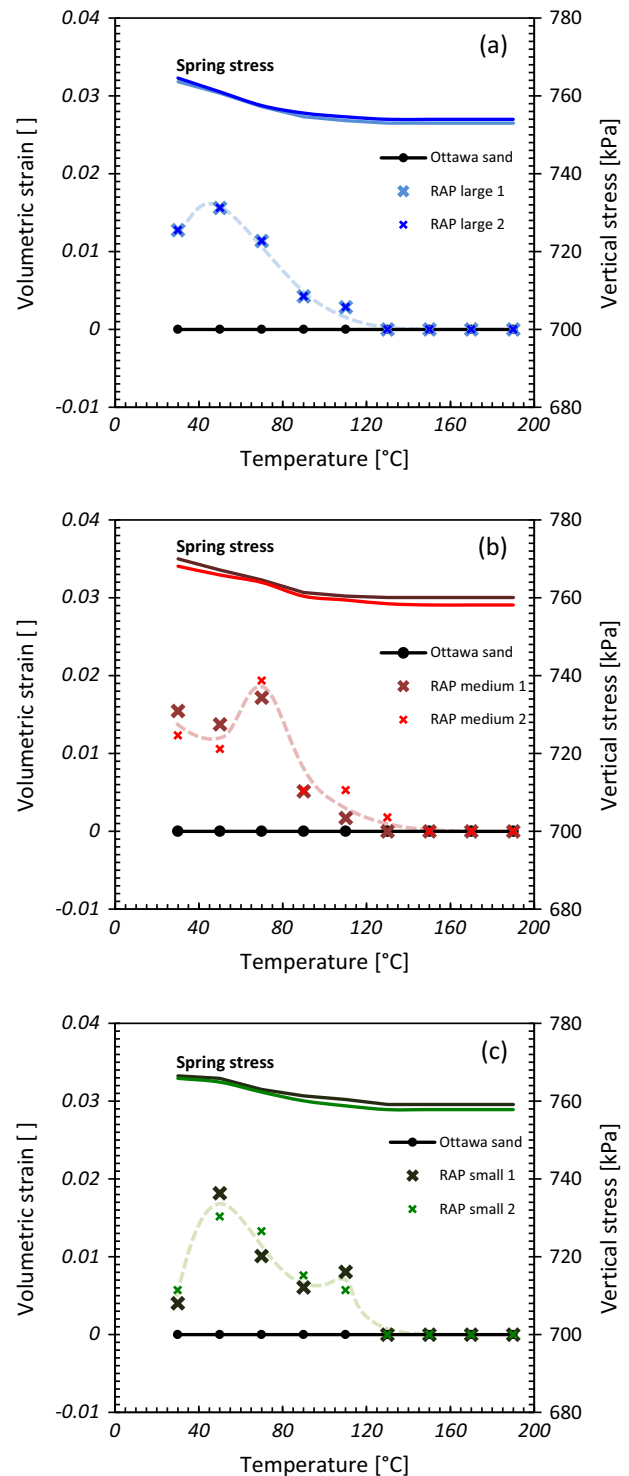 0.04
0.03
0.02
0.01
0
-0.01
Volumetric strain [ ]
780
760
740
720
700
680
Vertical stress [kPa]
(a)
Spring stress
Ottawa sand
RAP large 1
RAP large 2
0 40 80 120 160 200
Temperature [°C]
0.04
0.03
0.02
0.01
0
-0.01
Volumetric strain [ ]
780
760
740
720
700
680
Vertical stress [kPa]
(b)
Spring stress
Ottawa sand
RAP medium 1
RAP medium 2
0 40 80 120 160 200
Temperature [°C]
0.04
0.03
0.02
0.01
0
-0.01
Volumetric strain [ ]
780
760
740
720
700
680
Vertical stress [kPa]
(c)
Spring stress
Ottawa sand
RAP small 1
RAP small 2
0 40 80 120 160 200
Temperature [°C]